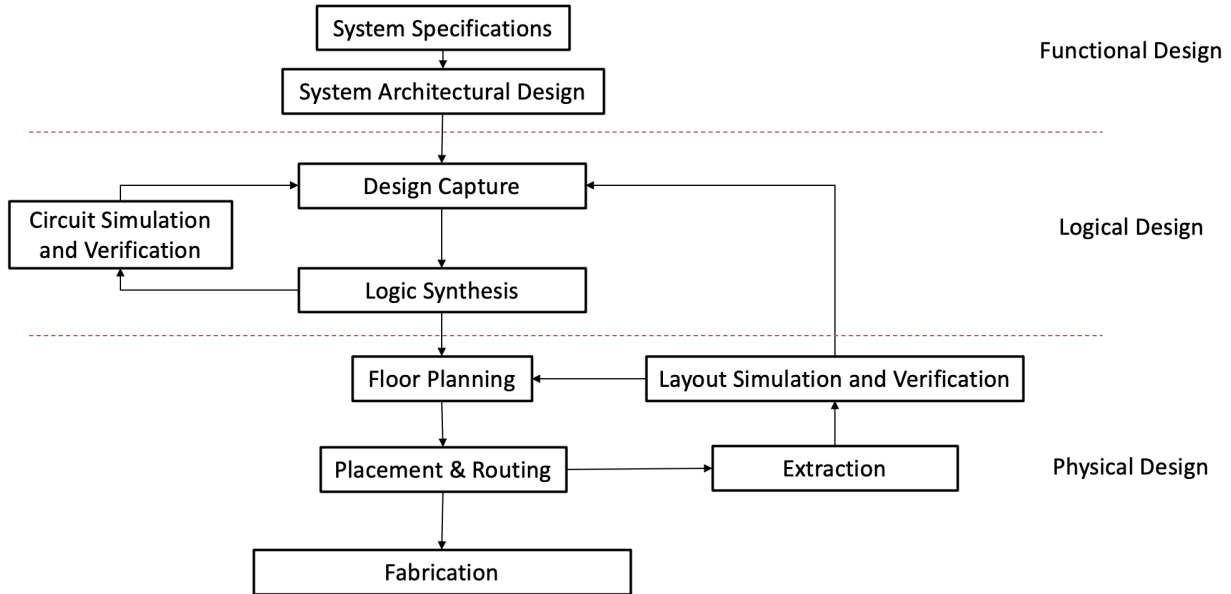 System Specifications
Functional Design
System Architectural Design
Design Capture
Circuit Simulation
and Verification
Logical Design
Logic Synthesis
Floor Planning
Layout Simulation and Verification
Placement & Routing
Extraction
Physical Design
Fabrication